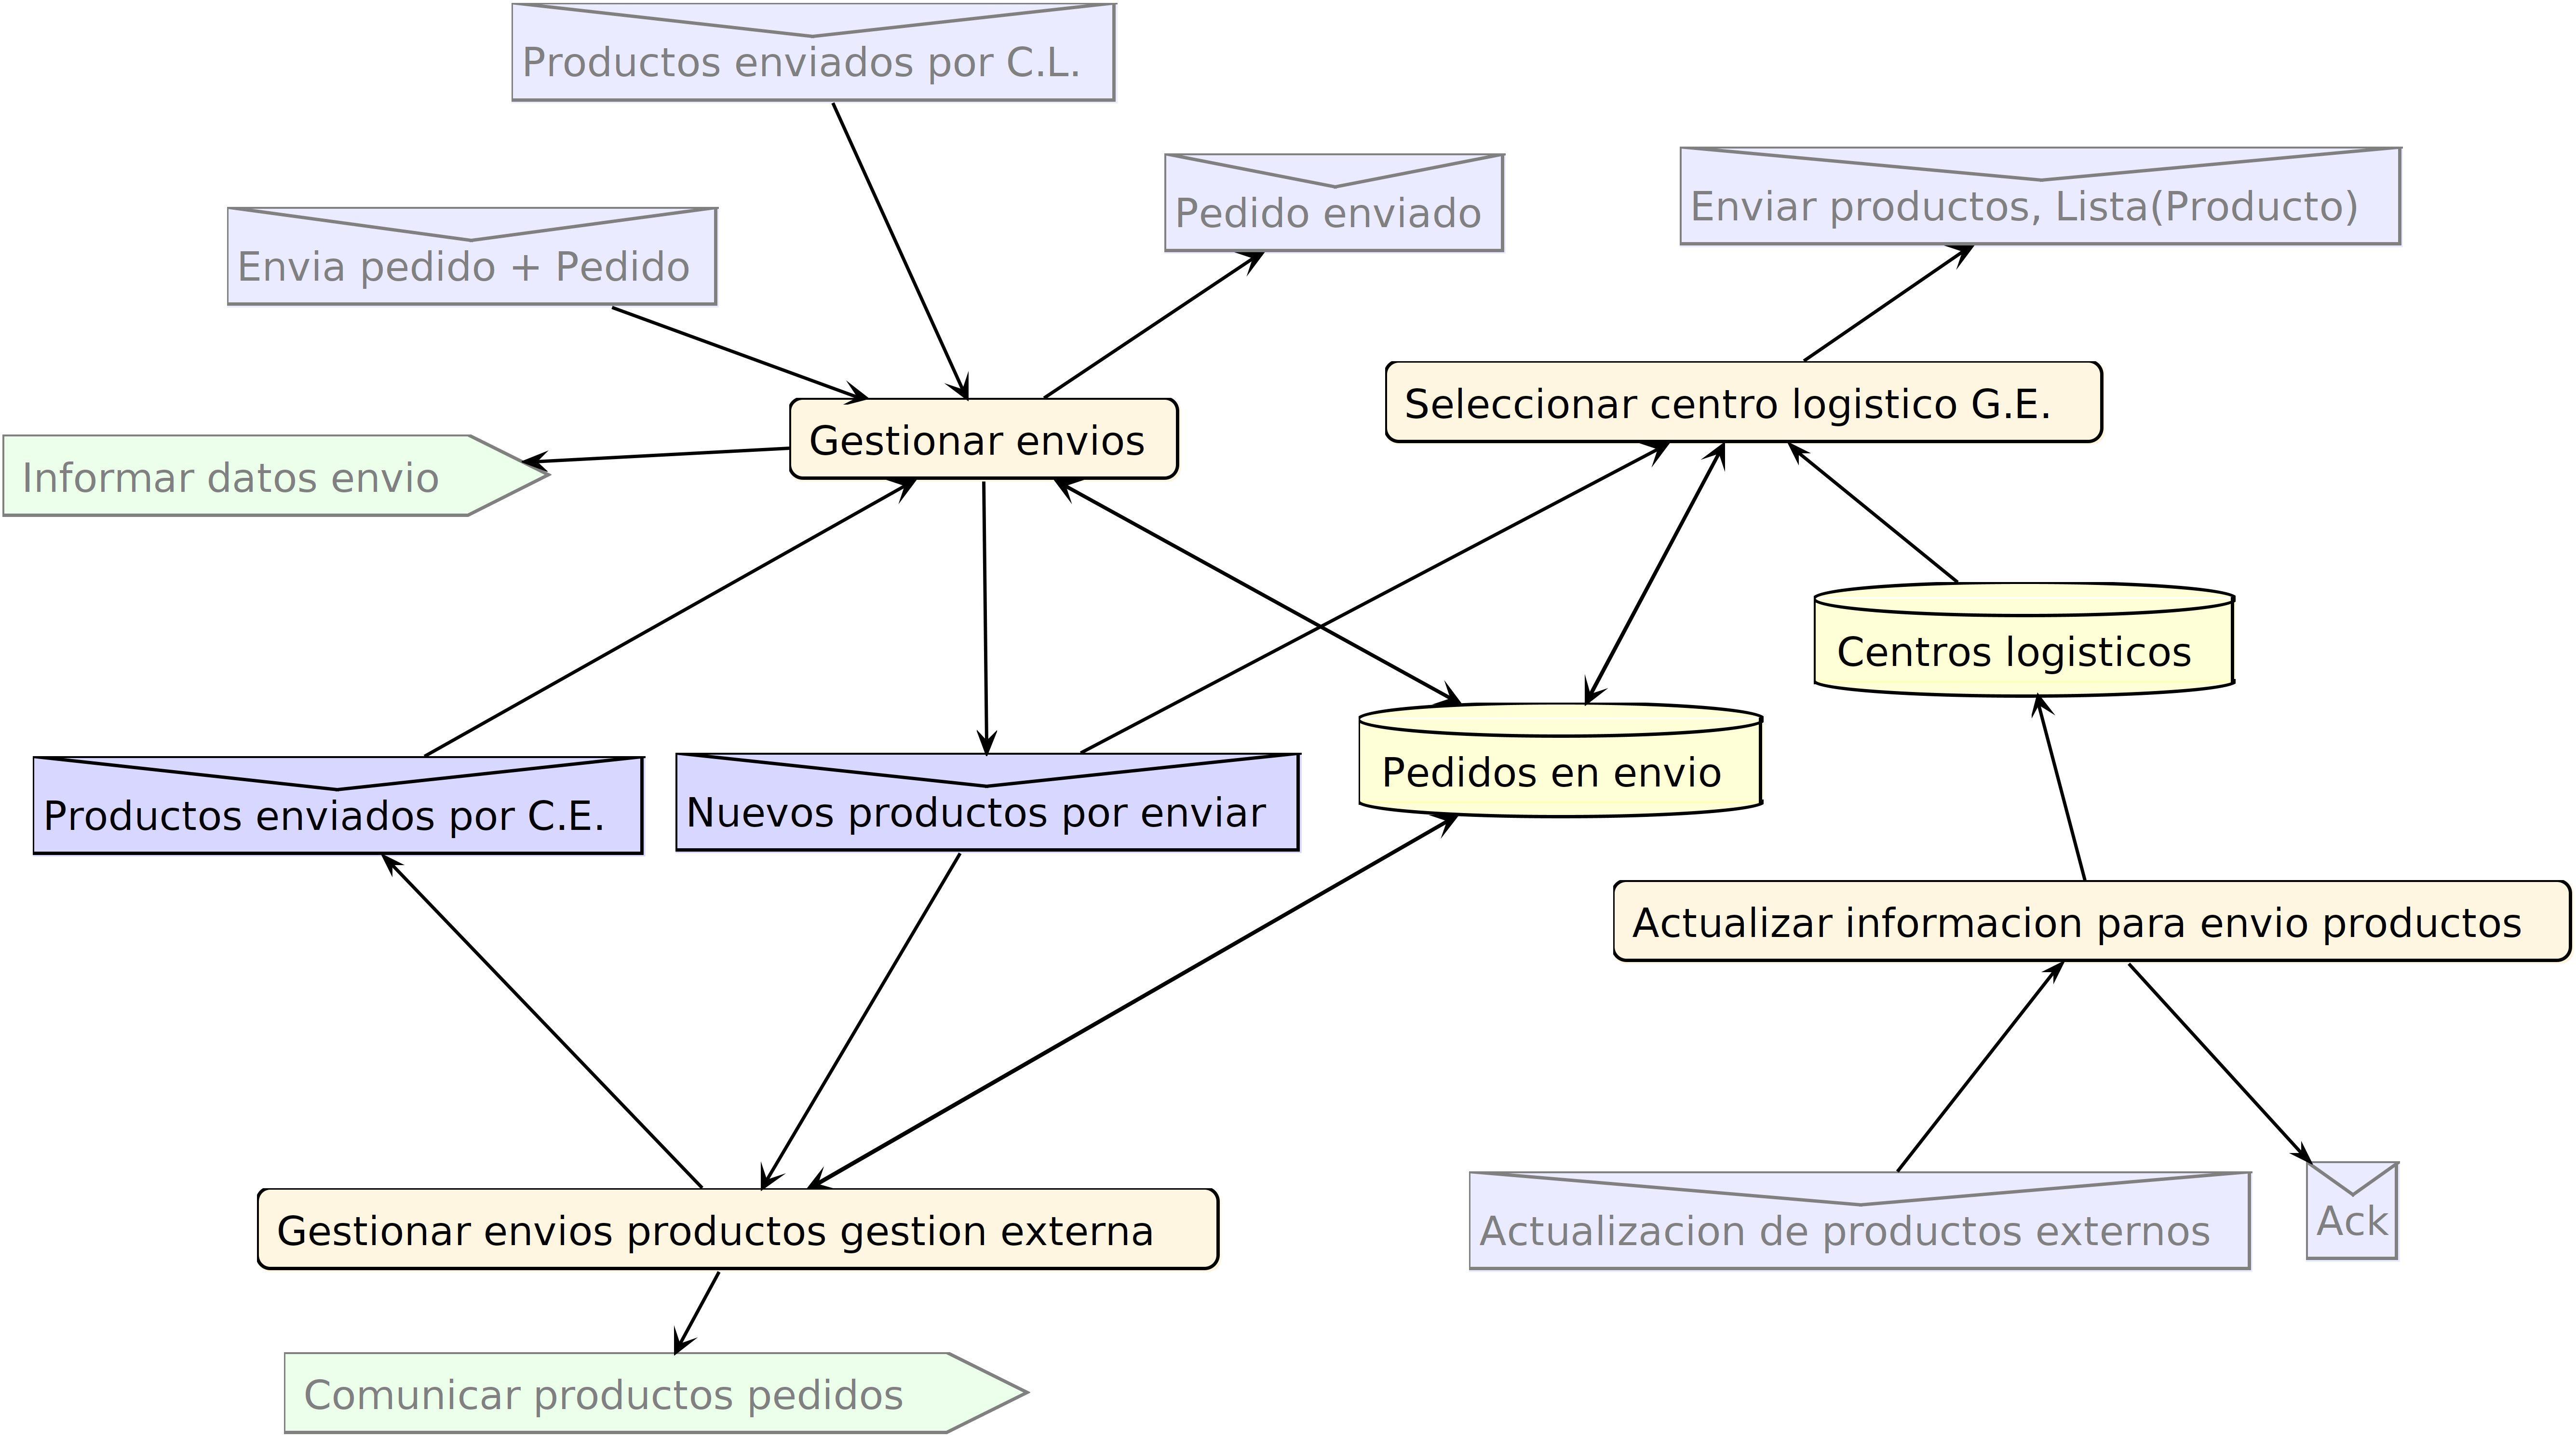 Productos enviados por C.L.
Pedido enviado
Enviar productos, Lista(Producto)
Envia pedido + Pedido
Seleccionar centro logistico G.E.
Gestionar envios
Informar datos envio
Centros logisticos
Pedidos en envio
Productos enviados por C.E.
Nuevos productos por enviar
Actualizar informacion para envio productos
Gestionar envios productos gestion externa
Actualizacion de productos externos
Ack
Comunicar productos pedidos